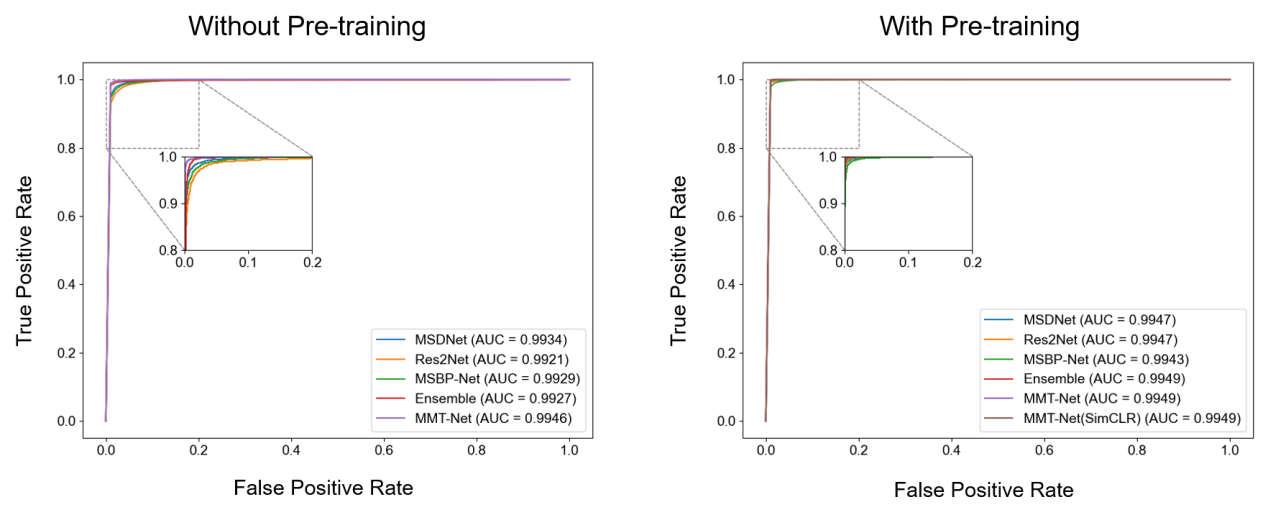 Without Pre-training
True Positive Rate
1.0
0.8
0.6
0.4
0.2
0.0
1.0
0.9
0.8
0.0 0.1 0.2
MSDNet (AUC = 0.9934)
Res2Net (AUC = 0.9921)
MSBP-Net (AUC = 0.9929)
Ensemble (AUC = 0.9927)
MMT-Net (AUC = 0.9946)
0.0 0.2 0.4 0.6 0.8 1.0
False Positive Rate
With Pre-training
True Positive Rate
1.0
0.8
0.6
0.4
0.2
0.0
1.0
0.9
0.8
0.0 0.1 0.2
MSDNet (AUC = 0.9947)
Res2Net (AUC = 0.9947)
MSBP-Net (AUC = 0.9943)
Ensemble (AUC = 0.9949)
MMT-Net (AUC = 0.9949)
MMT-Net(SimCLR) (AUC = 0.9949)
0.0 0.2 0.4 0.6 0.8 1.0
False Positive Rate